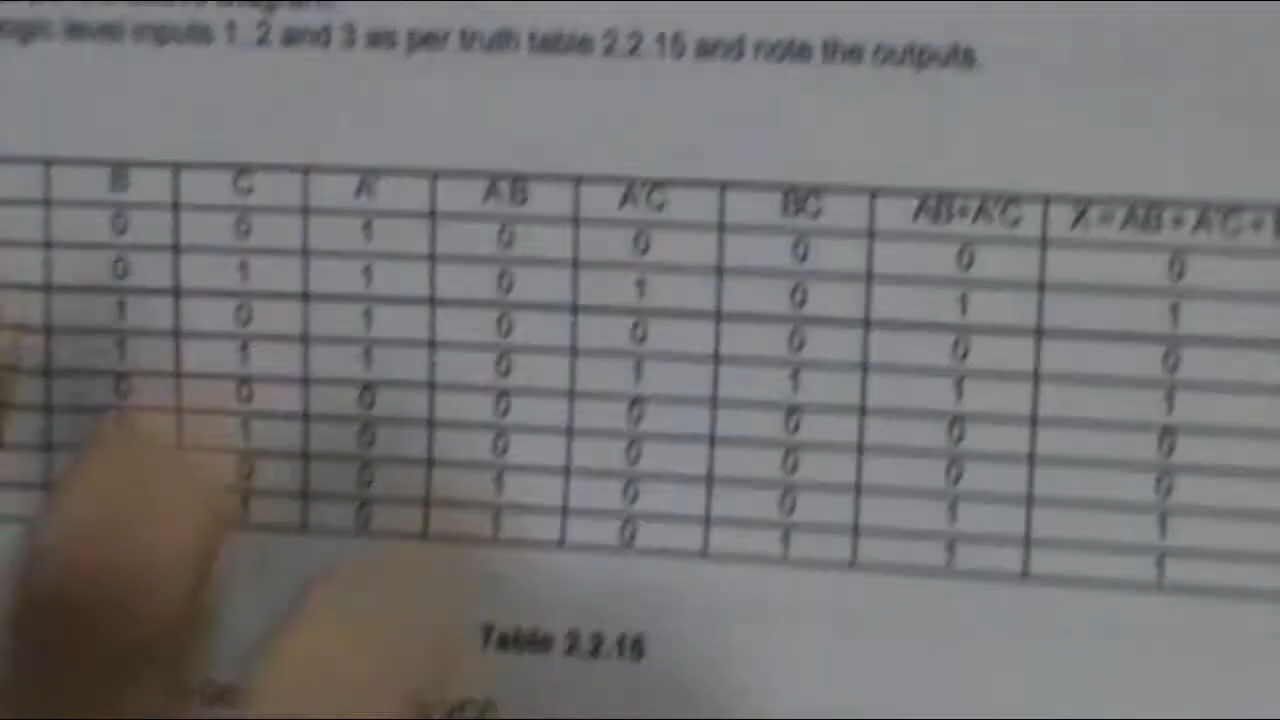 logic level inputs 1, 2 and 3 as per truth table 2.2.15 and note the outputs.
B C A' AB A'C BC AB+A'C X = AB + A'C +
0 0 1 0 0 0 0 0
0 1 1 0 1 0 1 1
1 0 1 0 0 0 0 0
1 1 1 0 1 1 1 1
0 0 0 0 0 0 0 0
1 0 0 0 0 0 0
0 0 1 0 0 1 1
1 0 1 0 1 1 1
Table 2.2.15